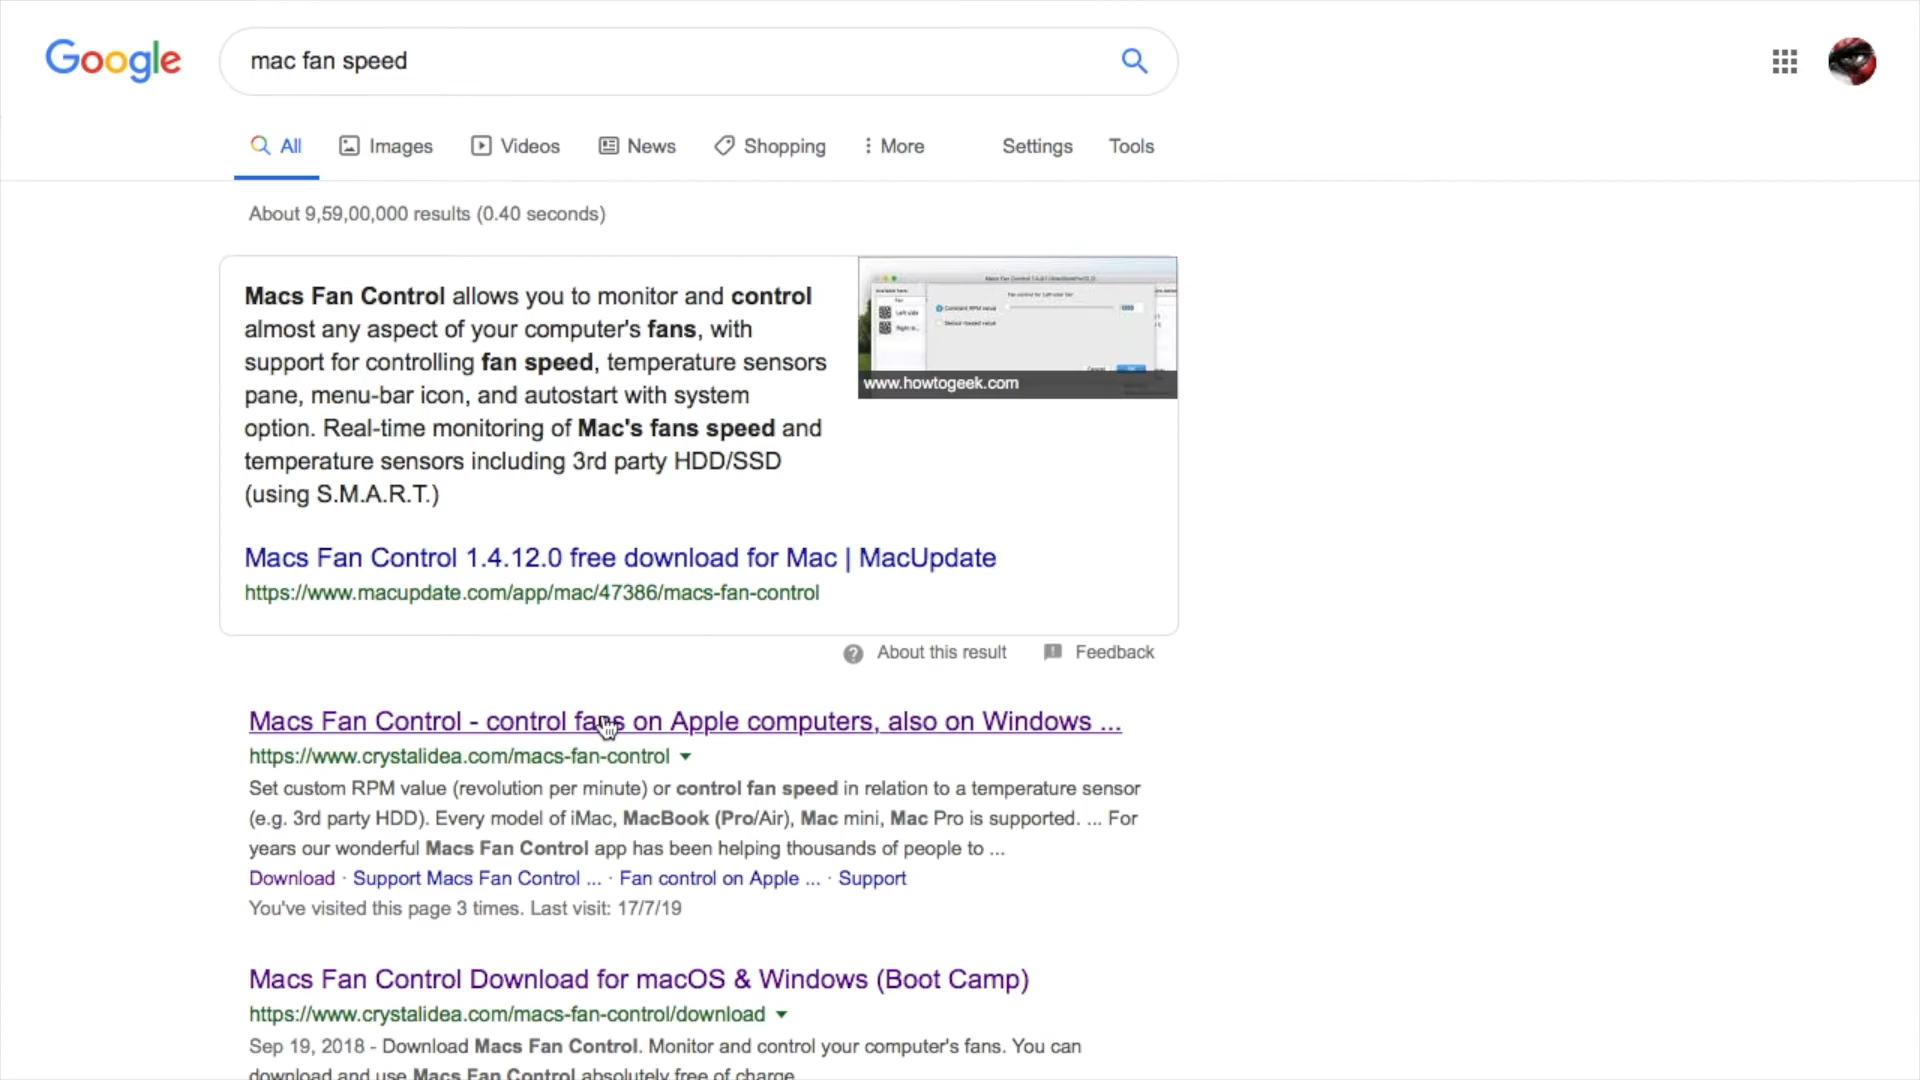 Google
mac fan speed
All Images Videos News Shopping More Settings Tools
About 9,59,00,000 results (0.40 seconds)
Macs Fan Control allows you to monitor and control
almost any aspect of your computer's fans, with
support for controlling fan speed, temperature sensors
pane, menu-bar icon, and autostart with system
option. Real-time monitoring of Mac's fans speed and
temperature sensors including 3rd party HDD/SSD
(using S.M.A.R.T.)
www.howtogeek.com
Macs Fan Control 1.4.12.0 free download for Mac | MacUpdate
https://www.macupdate.com/app/mac/47386/macs-fan-control
About this result Feedback
Macs Fan Control - control fans on Apple computers, also on Windows ...
https://www.crystalidea.com/macs-fan-control
Set custom RPM value (revolution per minute) or control fan speed in relation to a temperature sensor
(e.g. 3rd party HDD). Every model of iMac, MacBook (Pro/Air), Mac mini, Mac Pro is supported. ... For
years our wonderful Macs Fan Control app has been helping thousands of people to ...
Download · Support Macs Fan Control ... · Fan control on Apple ... · Support
You've visited this page 3 times. Last visit: 17/7/19
Macs Fan Control Download for macOS & Windows (Boot Camp)
https://www.crystalidea.com/macs-fan-control/download
Sep 19, 2018 - Download Macs Fan Control. Monitor and control your computer's fans. You can
download and use Macs Fan Control absolutely free of charge